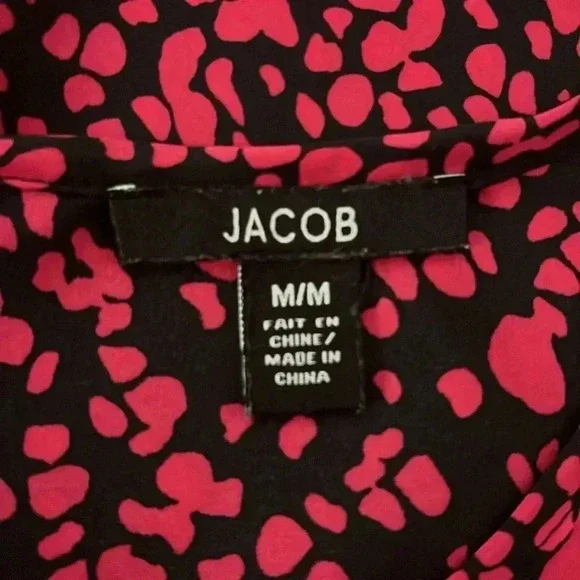 JACOB
M/M
FAIT EN
CHINE/
MADE IN
CHINA